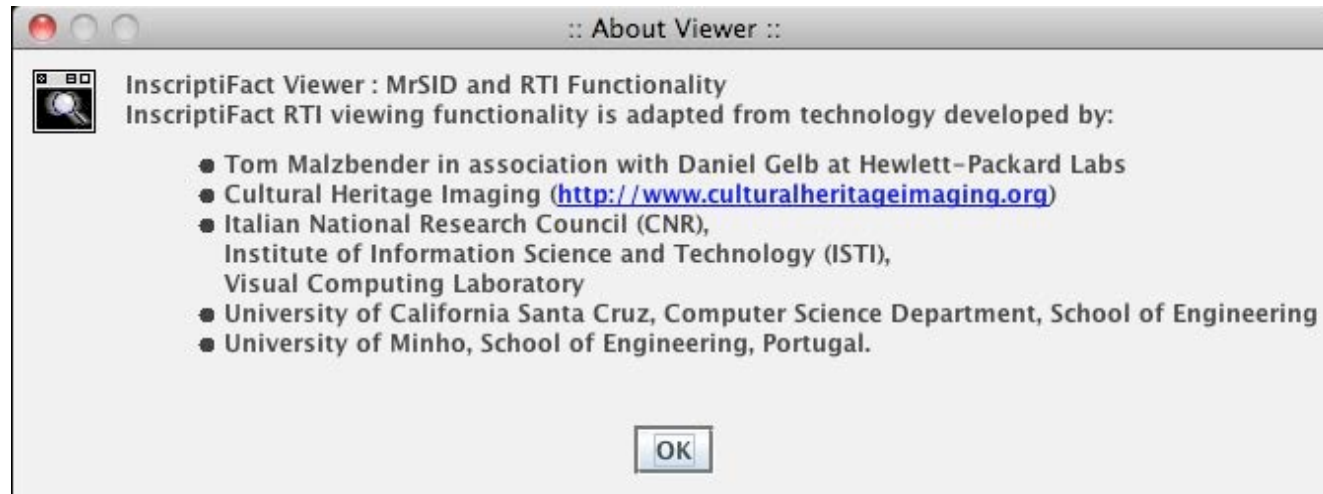 :: About Viewer ::
InscriptiFact Viewer : MrSID and RTI Functionality
InscriptiFact RTI viewing functionality is adapted from technology developed by:
● Tom Malzbender in association with Daniel Gelb at Hewlett-Packard Labs
● Cultural Heritage Imaging (http://www.culturalheritageimaging.org)
● Italian National Research Council (CNR),
Institute of Information Science and Technology (ISTI),
Visual Computing Laboratory
● University of California Santa Cruz, Computer Science Department, School of Engineering
● University of Minho, School of Engineering, Portugal.
OK